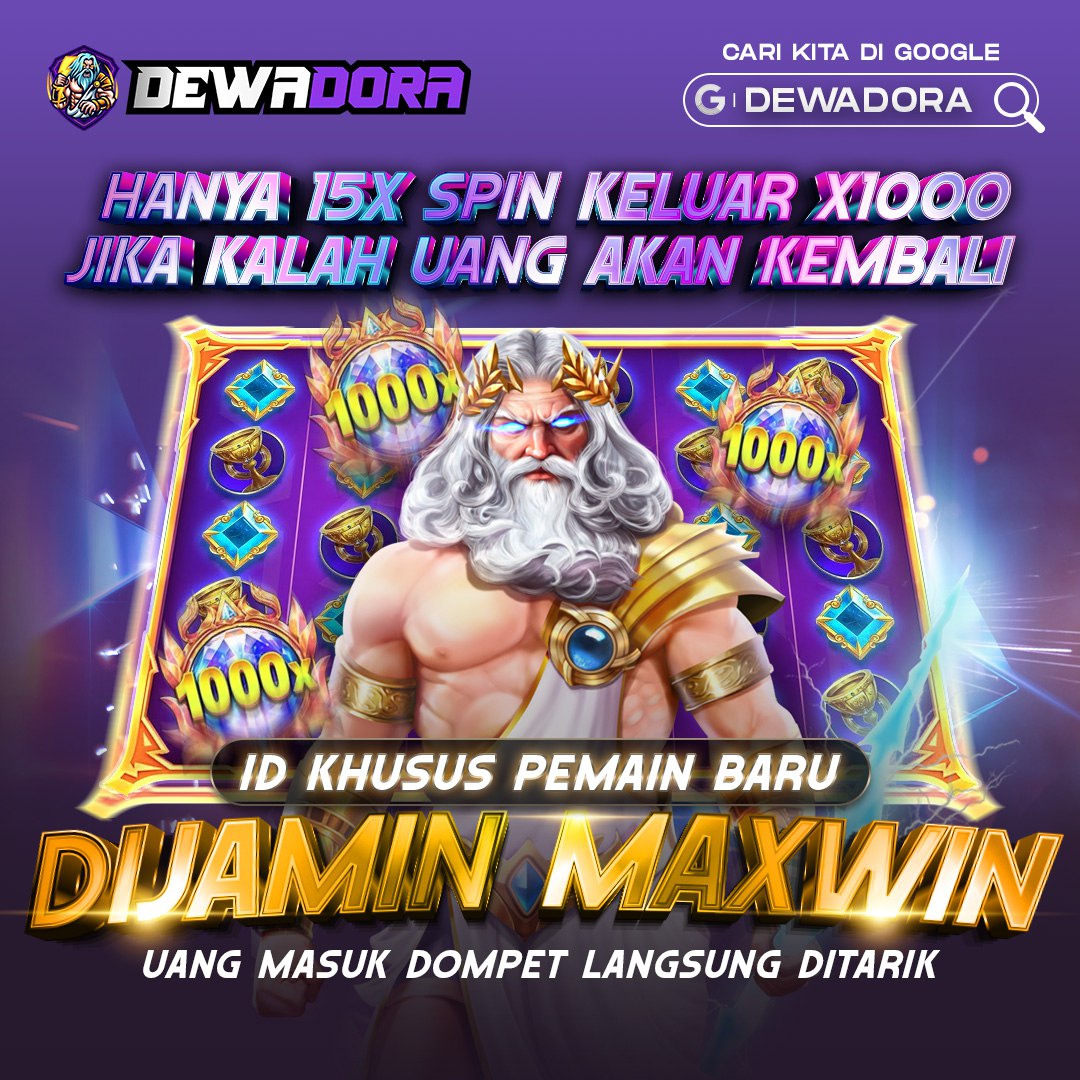 DEWADORA
CARI KITA DI GOOGLE
G | DEWADORA
HANYA 15X SPIN KELUAR X1000
JIKA KALAH UANG AKAN KEMBALI
1000x
1000x
1000x
ID KHUSUS PEMAIN BARU
DIJAMIN MAXWIN
UANG MASUK DOMPET LANGSUNG DITARIK